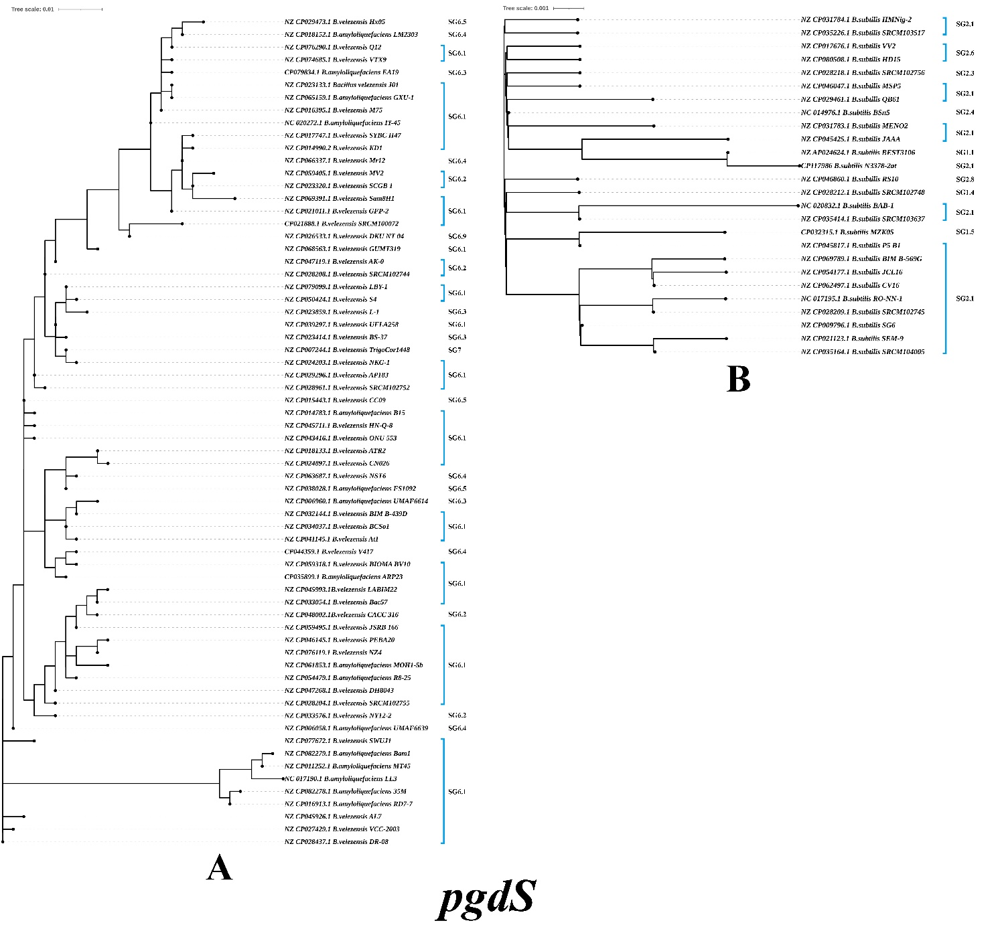 Tree scale: 0.01
NZ CP029473.1 B.velezensis Hx05 SG6.5
NZ CP018152.1 B.amyloliquefaciens LM2303 SG6.4
NZ CP076290.1 B.velezensis Q12
SG6.1
NZ CP074685.1 B.velezensis VTX9
CP079834.1 B.amyloliquefaciens EA19 SG6.3
NZ CP023133.1 Bacillus velezensis J01
NZ CP065159.1 B.amyloliquefaciens GXU-1
NZ CP016395.1 B.velezensis M75
SG6.1
NC 020272.1 B.amyloliquefaciens IT-45
NZ CP017747.1 B.velezensis SYBC H47
NZ CP014990.2 B.velezensis KD1
NZ CP066337.1 B.velezensis Mr12 SG6.4
NZ CP059405.1 B.velezensis MV2
SG6.2
NZ CP023320.1 B.velezensis SCGB 1
NZ CP069391.1 B.velezensis Sam8H1
NZ CP021011.1 B.velezensis GFP-2 SG6.1
CP021888.1 B.velezensis SRCM100072
NZ CP026533.1 B.velezensis DKU NT 04 SG6.9
NZ CP068563.1 B.velezensis GUMT319 SG6.1
NZ CP047119.1 B.velezensis AK-0
SG6.2
NZ CP028208.1 B.velezensis SRCM102744
NZ CP079099.1 B.velezensis LBY-1
SG6.1
NZ CP050424.1 B.velezensis S4
NZ CP023859.1 B.velezensis L-1 SG6.3
NZ CP039297.1 B.velezensis UFLA258 SG6.1
NZ CP023414.1 B.velezensis BS-37 SG6.3
NZ CP007244.1 B.velezensis TrigoCor1448 SG7
NZ CP024203.1 B.velezensis NKG-1
NZ CP029296.1 B.velezensis AP183 SG6.1
NZ CP028961.1 B.velezensis SRCM102752
NZ CP015443.1 B.velezensis CC09 SG6.5
NZ CP014783.1 B.amyloliquefaciens B15
NZ CP045711.1 B.velezensis HN-Q-8
NZ CP043416.1 B.velezensis ONU 553 SG6.1
NZ CP018133.1 B.velezensis ATR2
NZ CP024897.1 B.velezensis CN026
NZ CP063687.1 B.velezensis NST6 SG6.4
NZ CP038028.1 B.amyloliquefaciens FS1092 SG6.5
NZ CP006960.1 B.amyloliquefaciens UMAF6614 SG6.3
NZ CP032144.1 B.velezensis BIM B-439D
NZ CP034037.1 B.velezensis BCSo1 SG6.1
NZ CP041145.1 B.velezensis At1
CP044359.1 B.velezensis V417 SG6.4
NZ CP059318.1 B.velezensis BIOMA BV10
CP035899.1 B.amyloliquefaciens ARP23
SG6.1
NZ CP045993.1B.velezensis LABIM22
NZ CP033054.1 B.velezensis Bac57
NZ CP048002.1B.velezensis CACC 316 SG6.2
NZ CP059495.1 B.velezensis JSRB 166
NZ CP046145.1 B.velezensis PEBA20
NZ CP076119.1 B.velezensis NZ4
NZ CP061853.1 B.amyloliquefaciens MOH1-5b SG6.1
NZ CP054479.1 B.amyloliquefaciens R8-25
NZ CP047268.1 B.velezensis DH8043
NZ CP028204.1 B.velezensis SRCM102755
NZ CP033576.1 B.velezensis NY12-2 SG6.2
NZ CP006058.1 B.amyloliquefaciens UMAF6639 SG6.4
NZ CP077672.1 B.velezensis SWUJ1
NZ CP082279.1 B.amyloliquefaciens Bam1
NZ CP011252.1 B.amyloliquefaciens MT45
NC 017190.1 B.amyloliquefaciens LL3
NZ CP082278.1 B.amyloliquefaciens 35M SG6.1
NZ CP016913.1 B.amyloliquefaciens RD7-7
NZ CP045926.1 B.velezensis AL7
NZ CP027429.1 B.velezensis VCC-2003
NZ CP028437.1 B.velezensis DR-08
A
Tree scale: 0.001
NZ CP031784.1 B.subtilis HMNig-2
SG2.1
NZ CP035226.1 B.subtilis SRCM103517
NZ CP017676.1 B.subtilis VV2
SG2.6
NZ CP080508.1 B.subtilis HD15
NZ CP028218.1 B.subtilis SRCM102756 SG2.3
NZ CP046047.1 B.subtilis MSP5
SG2.1
NZ CP029461.1 B.subtilis QB61
NC 014976.1 B.subtilis BSn5 SG2.4
NZ CP031783.1 B.subtilis MENO2
SG2.1
NZ CP045425.1 B.subtilis JAAA
NZ AP024624.1 B.subtilis BEST3106 SG1.1
CP117986 B.subtilis N3378-2at SG2.1
NZ CP046860.1 B.subtilis RS10 SG2.8
NZ CP028212.1 B.subtilis SRCM102748 SG1.4
NC 020832.1 B.subtilis BAB-1
SG2.1
NZ CP035414.1 B.subtilis SRCM103637
CP032315.1 B.subtilis MZK05 SG1.5
NZ CP045817.1 B.subtilis P5 B1
NZ CP069789.1 B.subtilis BIM B-569G
NZ CP054177.1 B.subtilis JCL16
NZ CP062497.1 B.subtilis CV16
NC 017195.1 B.subtilis RO-NN-1 SG2.1
NZ CP028209.1 B.subtilis SRCM102745
NZ CP009796.1 B.subtilis SG6
NZ CP021123.1 B.subtilis SEM-9
NZ CP035164.1 B.subtilis SRCM104005
B
pgdS